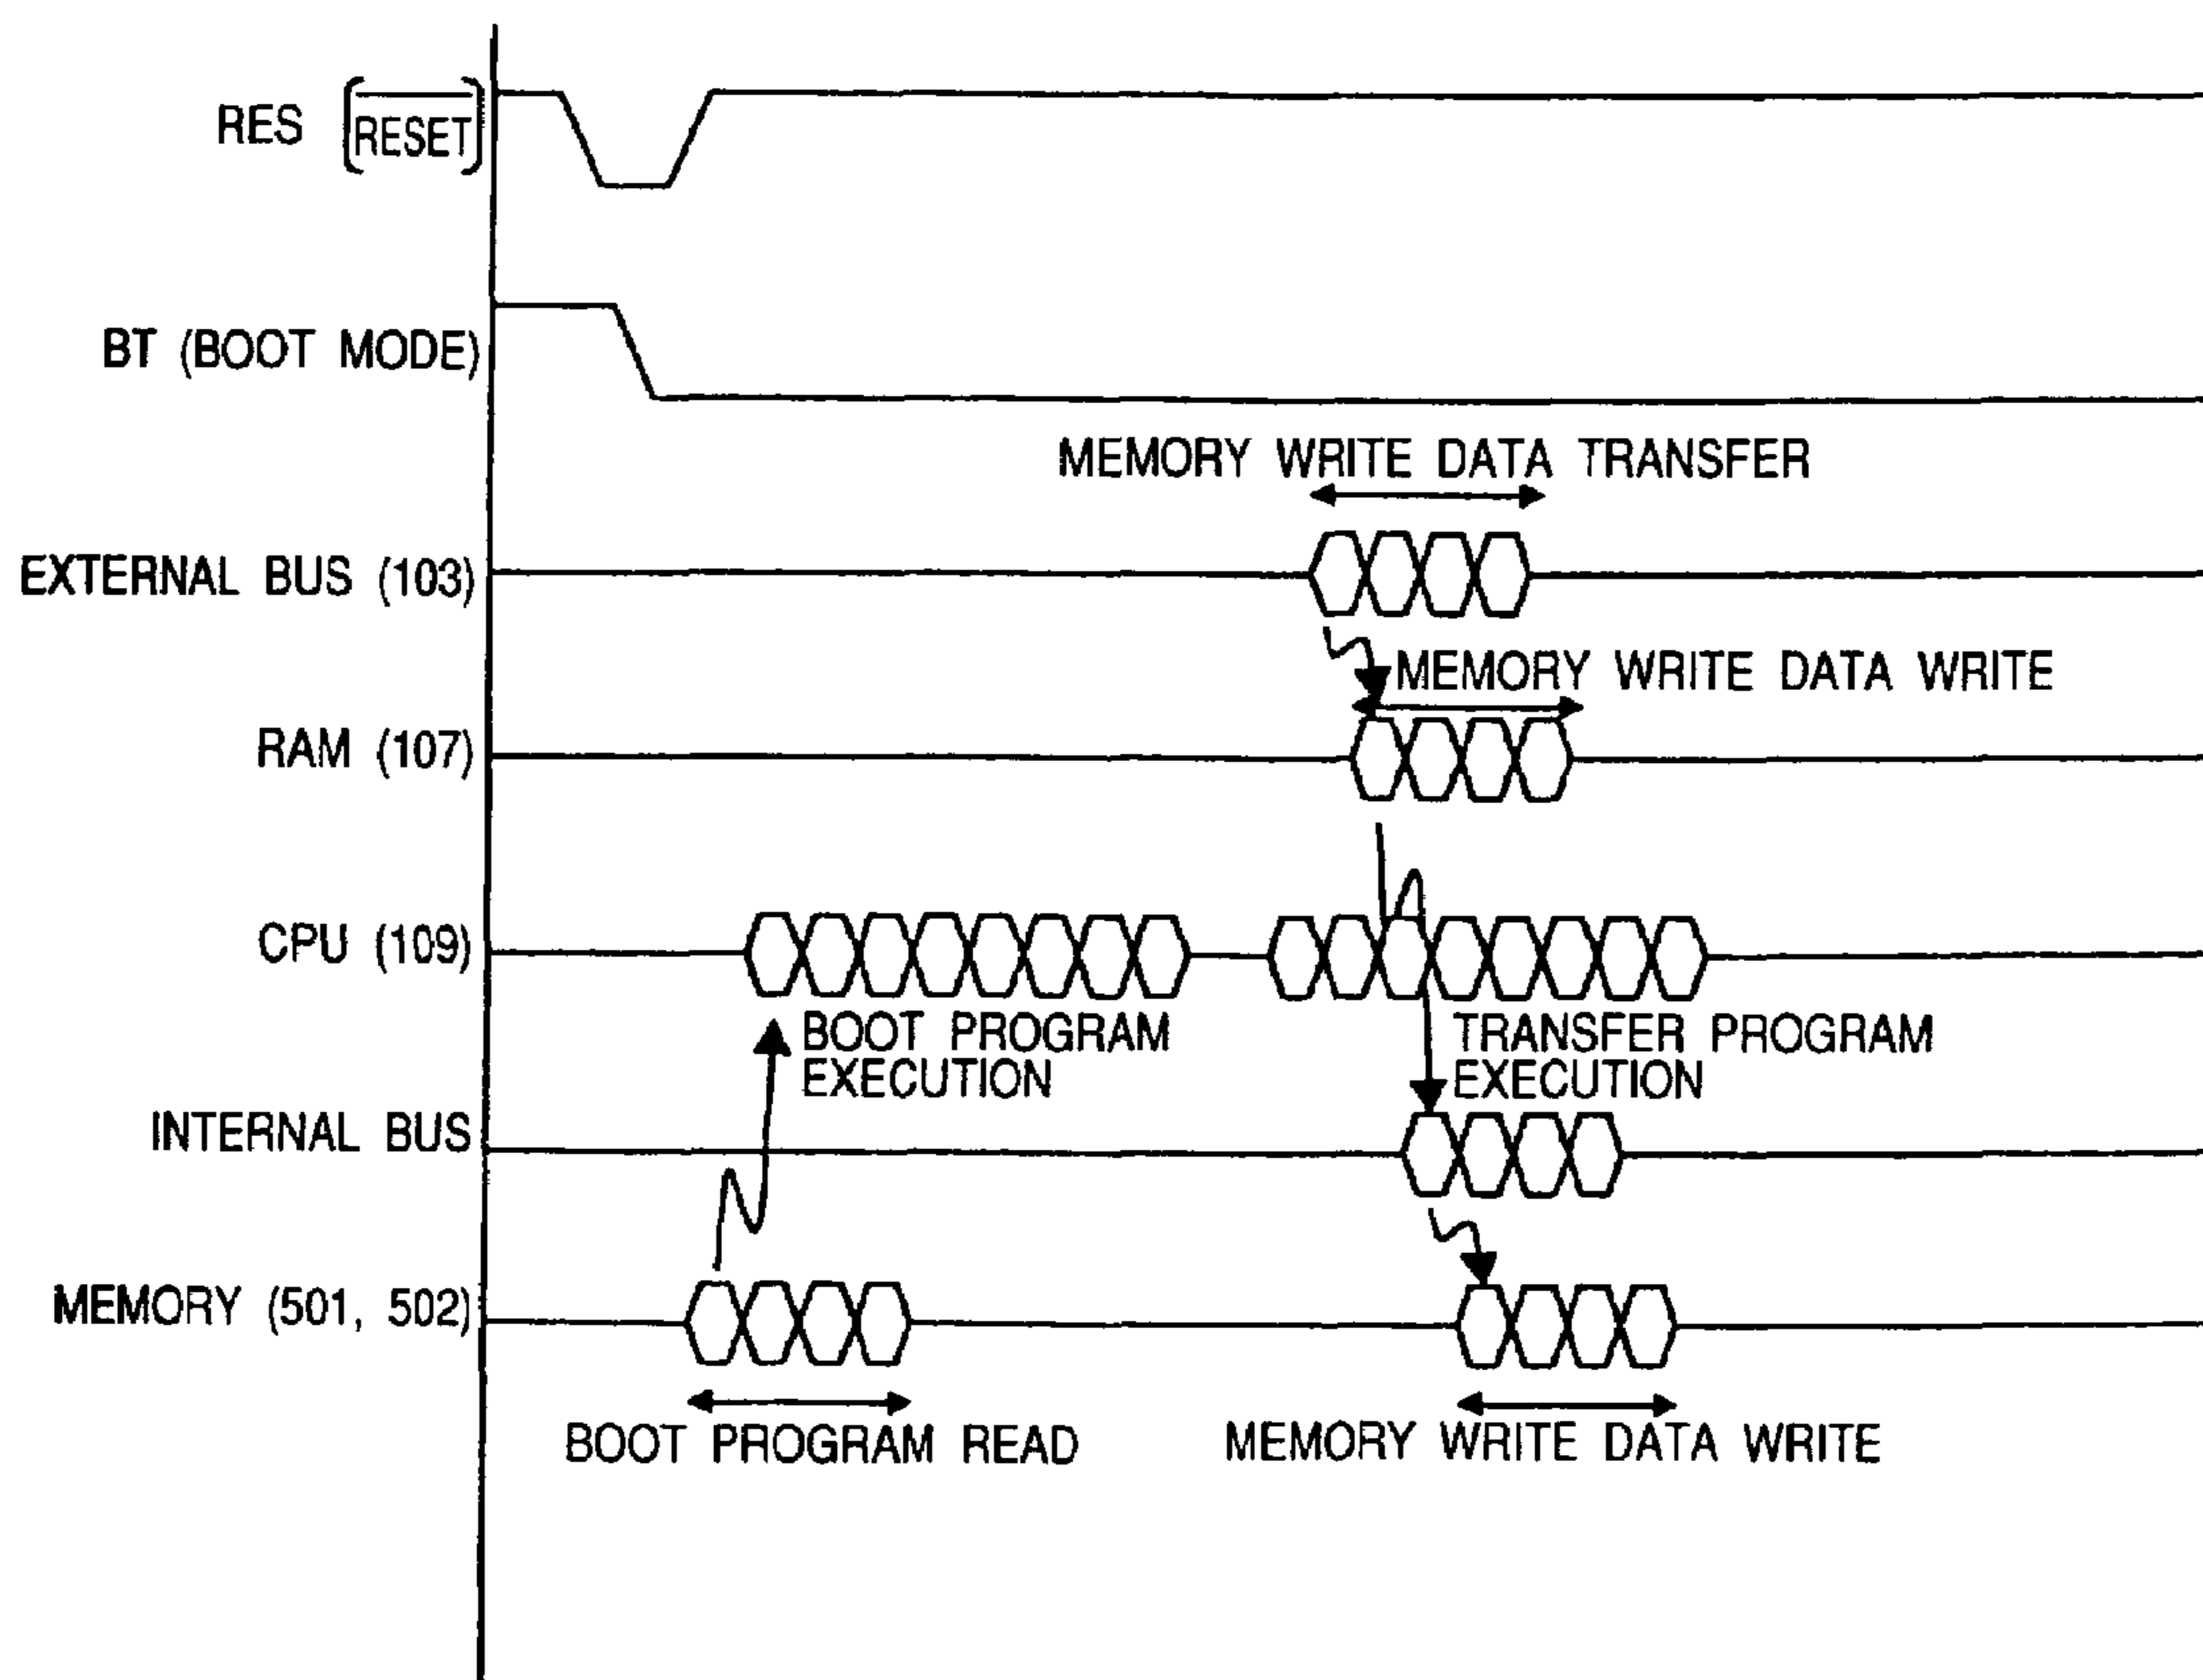 RES (RESET)
BT (BOOT MODE)
MEMORY WRITE DATA TRANSFER
EXTERNAL BUS (103)
MEMORY WRITE DATA WRITE
RAM (107)
CPU (109)
BOOT PROGRAM
EXECUTION
TRANSFER PROGRAM
EXECUTION
INTERNAL BUS
MEMORY (501, 502)
BOOT PROGRAM READ
MEMORY WRITE DATA WRITE